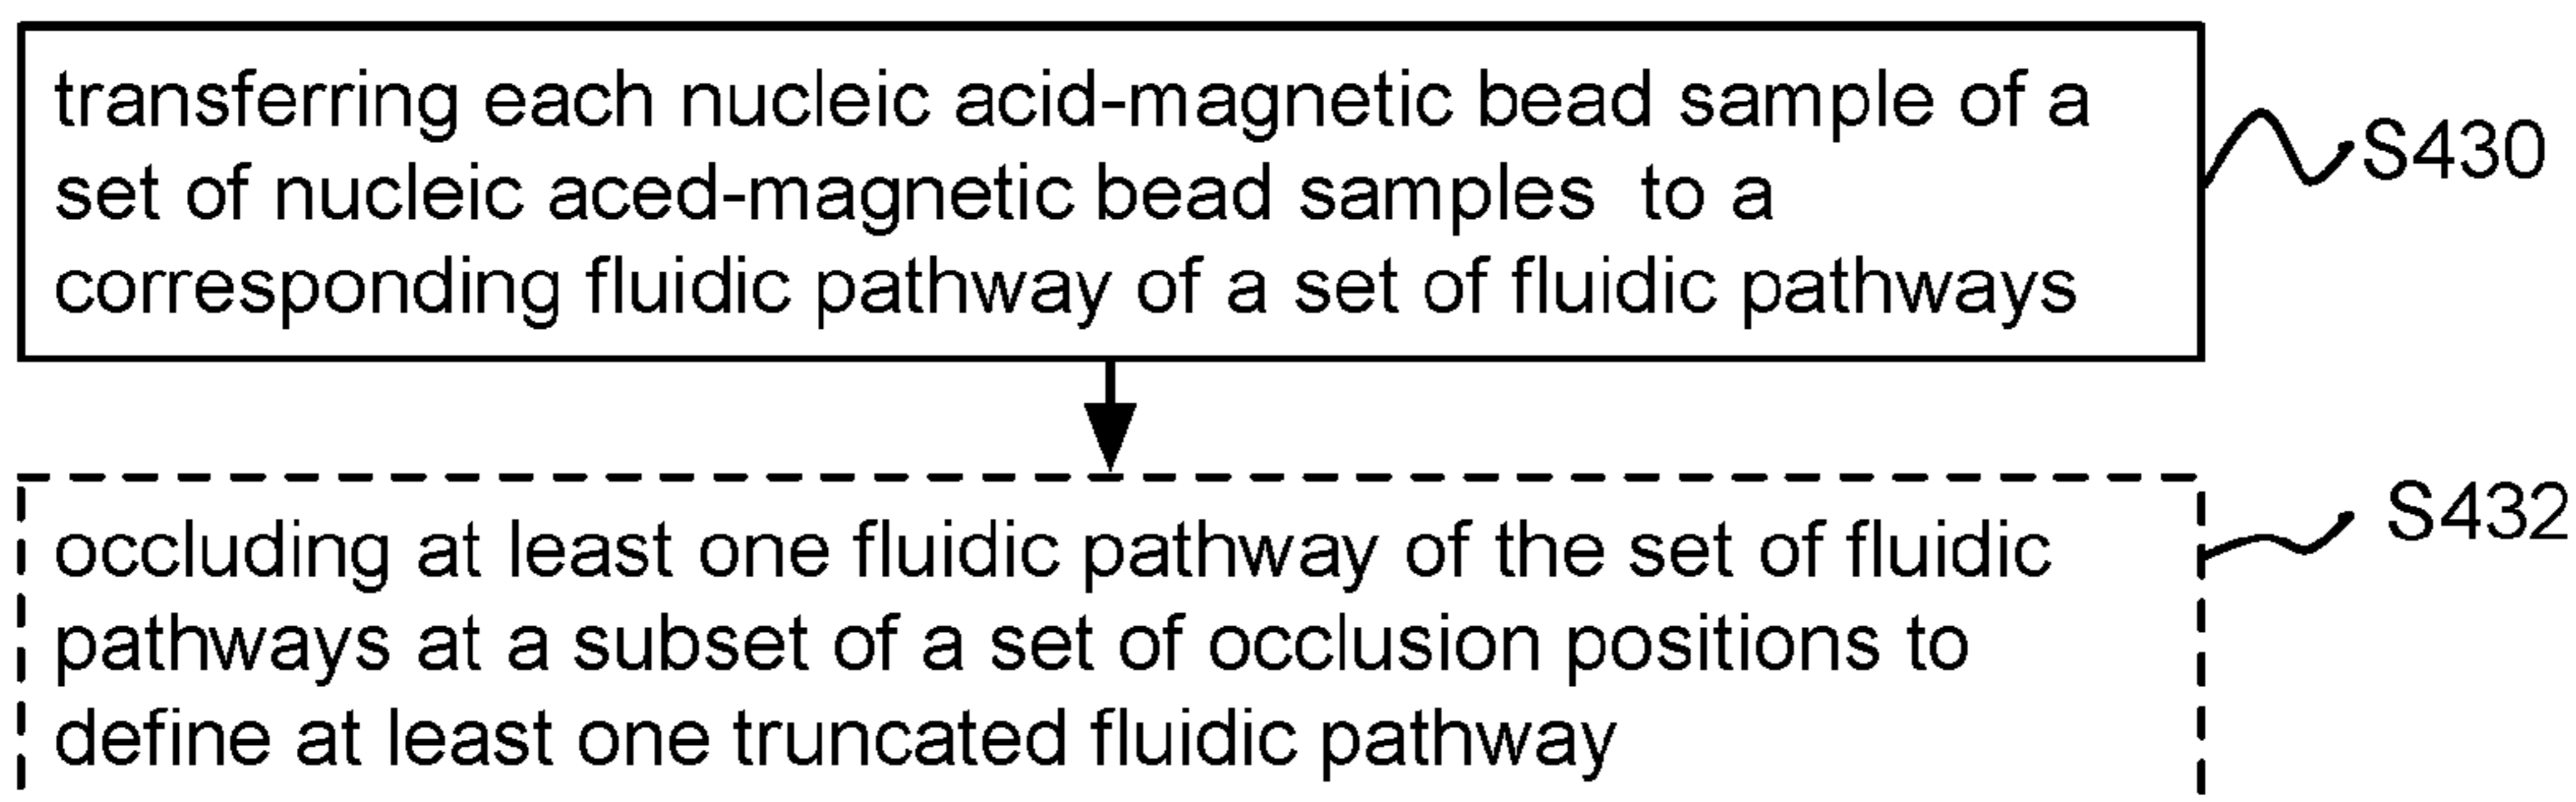 transferring each nucleic acid-magnetic bead sample of a
set of nucleic aced-magnetic bead samples to a
corresponding fluidic pathway of a set of fluidic pathways
S430
occluding at least one fluidic pathway of the set of fluidic
pathways at a subset of a set of occlusion positions to
define at least one truncated fluidic pathway
S432